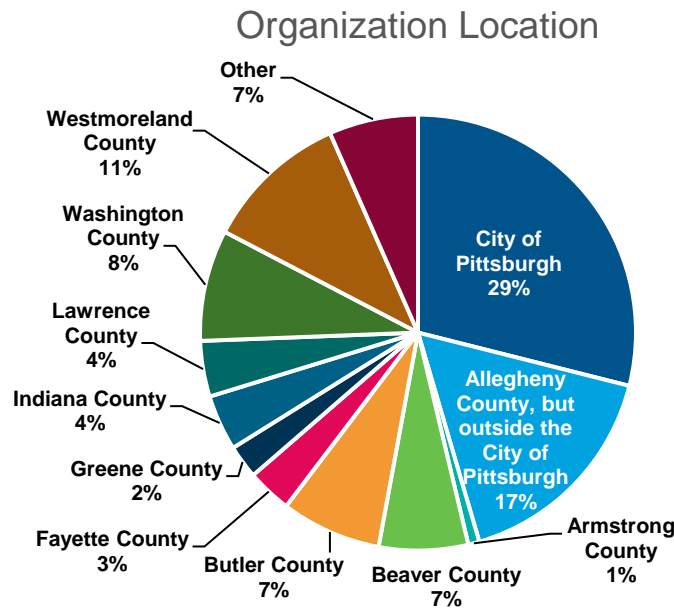 Organization Location
Other
7%
Westmoreland
County
11%
Washington
County
8%
Lawrence
County
4%
Indiana County
4%
Greene County
2%
Fayette County
3%
Butler County
7%
Beaver County
7%
Armstrong
County
1%
Allegheny
County, but
outside the
City of
Pittsburgh
17%
City of
Pittsburgh
29%